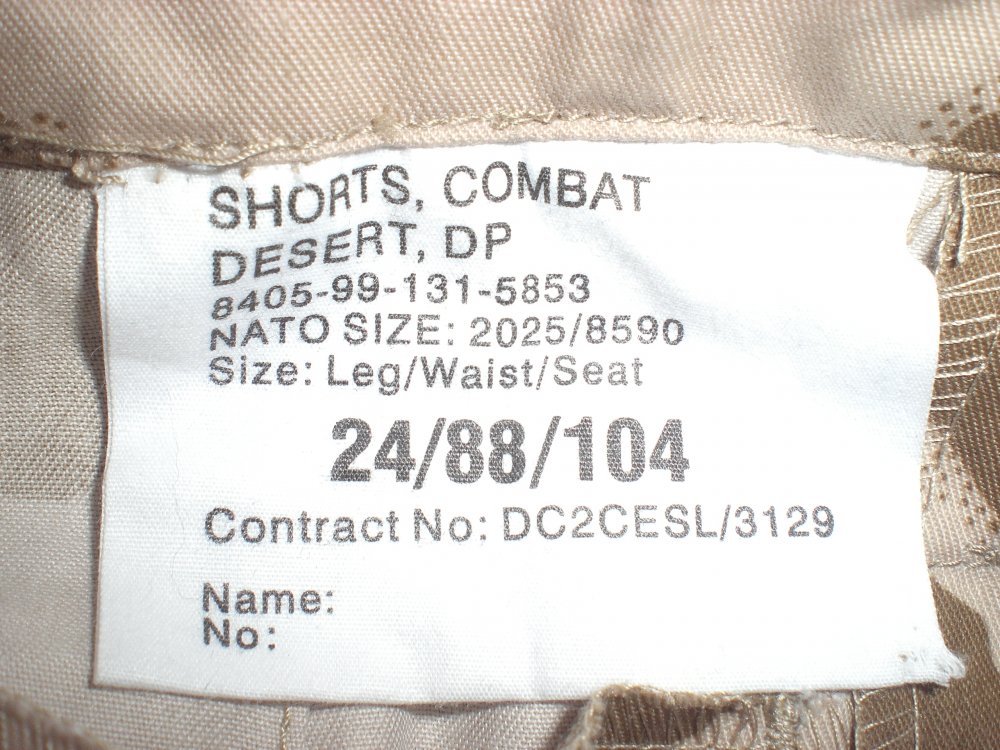 SHORTS, COMBAT
DESERT, DP
8405-99-131-5853
NATO SIZE: 2025/8590
Size: Leg/Waist/Seat
24/88/104
Contract No: DC2CESL/3129
Name:
No: